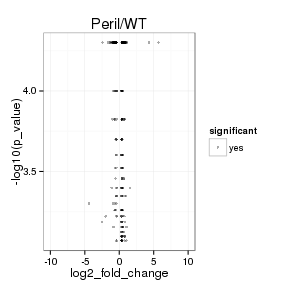 Peril/WT
-log10(p_value)
4.0
3.5
-10
-5
0
5
10
log2_fold_change
significant
yes